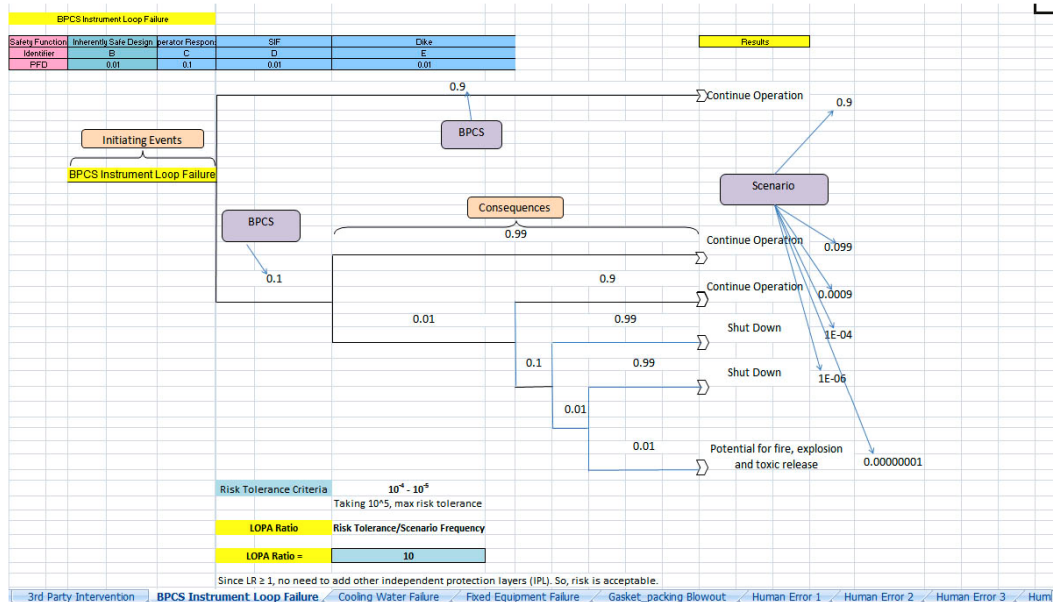 BPCS Instrument Loop Failure
Safety Function Inherently Safe Design perator Respons SIF Dike Results
Identifier B C D E
PFD 0.01 0.1 0.01 0.01
0.9
Continue Operation
0.9
BPCS
Initiating Events
BPCS Instrument Loop Failure
Scenario
Consequences
BPCS
0.99
Continue Operation
0.099
0.1
0.9
Continue Operation
0.0009
0.01
0.99
Shut Down
1E-04
0.1
0.99
Shut Down
1E-06
0.01
0.01
Potential for fire, explosion
and toxic release
0.00000001
Risk Tolerance Criteria 10⁻⁴ - 10⁻⁵
Taking 10^5, max risk tolerance
LOPA Ratio Risk Tolerance/Scenario Frequency
LOPA Ratio = 10
Since LR ≥ 1, no need to add other independent protection layers (IPL). So, risk is acceptable.
3rd Party Intervention BPCS Instrument Loop Failure Cooling Water Failure Fixed Equipment Failure Gasket_packing Blowout Human Error 1 Human Error 2 Human Error 3 Huml